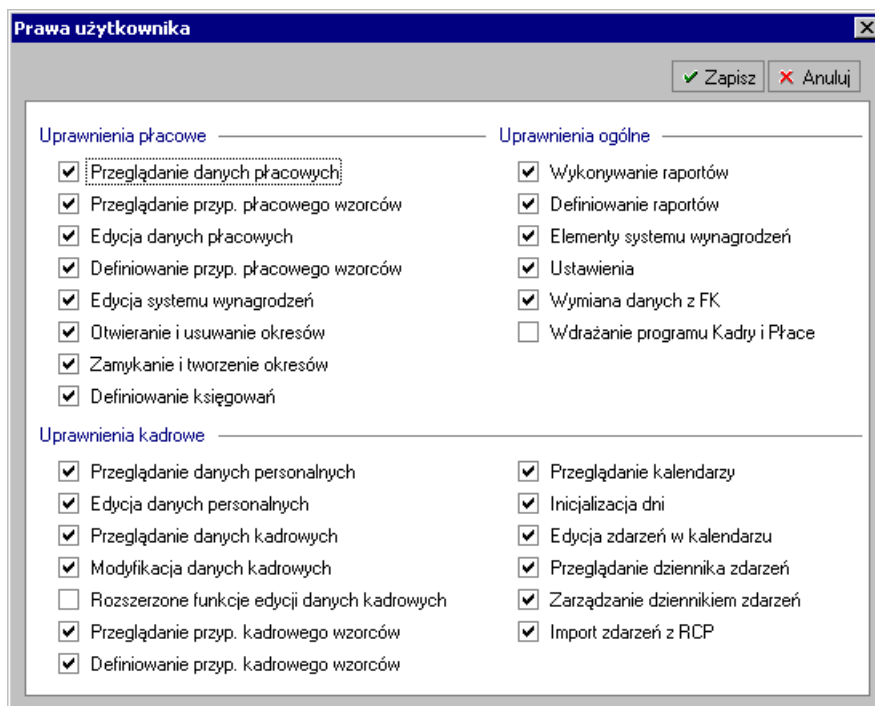 Prawa użytkownika
Zapisz Anuluj
Uprawnienia płacowe
Przeglądanie danych płacowych
Przeglądanie przyp. płacowego wzorców
Edycja danych płacowych
Definiowanie przyp. płacowego wzorców
Edycja systemu wynagrodzeń
Otwieranie i usuwanie okresów
Zamykanie i tworzenie okresów
Definiowanie księgowań
Uprawnienia ogólne
Wykonywanie raportów
Definiowanie raportów
Elementy systemu wynagrodzeń
Ustawienia
Wymiana danych z FK
Wdrażanie programu Kadry i Płace
Uprawnienia kadrowe
Przeglądanie danych personalnych
Edycja danych personalnych
Przeglądanie danych kadrowych
Modyfikacja danych kadrowych
Rozszerzone funkcje edycji danych kadrowych
Przeglądanie przyp. kadrowego wzorców
Definiowanie przyp. kadrowego wzorców
Przeglądanie kalendarzy
Inicjalizacja dni
Edycja zdarzeń w kalendarzu
Przeglądanie dziennika zdarzeń
Zarządzanie dziennikiem zdarzeń
Import zdarzeń z RCP